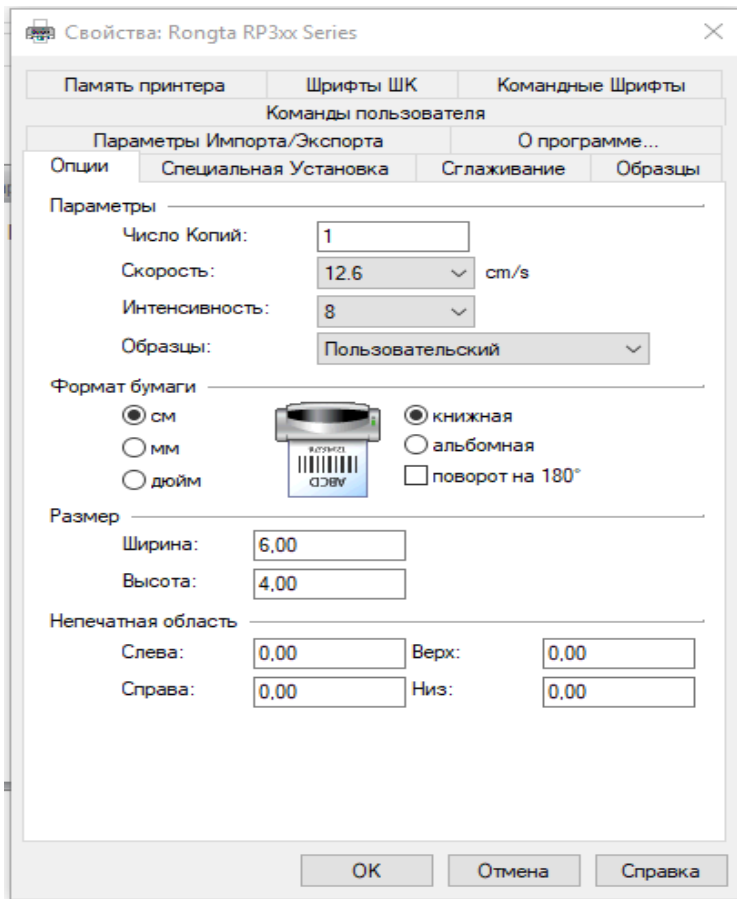 Свойства: Rongta RP3xx Series
Память принтера Шрифты ШК Командные Шрифты
Команды пользователя
Параметры Импорта/Экспорта О программе...
Опции Специальная Установка Сглаживание Образцы
Параметры
Число Копий: 1
Скорость: 12.6 cm/s
Интенсивность: 8
Образцы: Пользовательский
Формат бумаги
см книжная
мм альбомная
дюйм поворот на 180°
ABCD
Размер
Ширина: 6,00
Высота: 4,00
Непечатная область
Слева: 0,00 Верх: 0,00
Справа: 0,00 Низ: 0,00
OK Отмена Справка